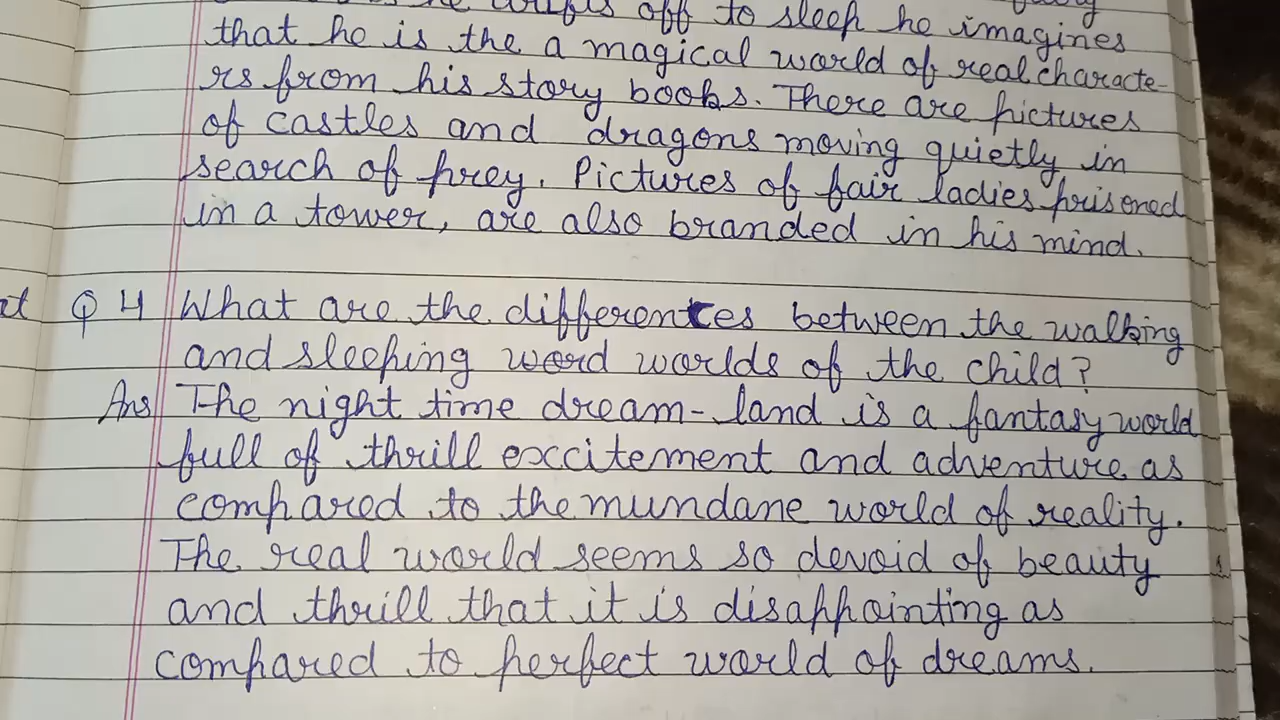 he drifts off to sleep he imagines
that he is the a magical world of real characte-
rs from his story books. There are pictures
of castles and dragons moving quietly in
search of prey. Pictures of fair ladies prisoned
in a tower, are also branded in his mind.
Q 4 What are the differences between the walking
and sleeping word worlds of the child?
Ans The night time dream-land is a fantasy world
full of thrill excitement and adventure as
compared to the mundane world of reality.
The real world seems so devoid of beauty
and thrill that it is disappointing as
compared to perfect world of dreams.